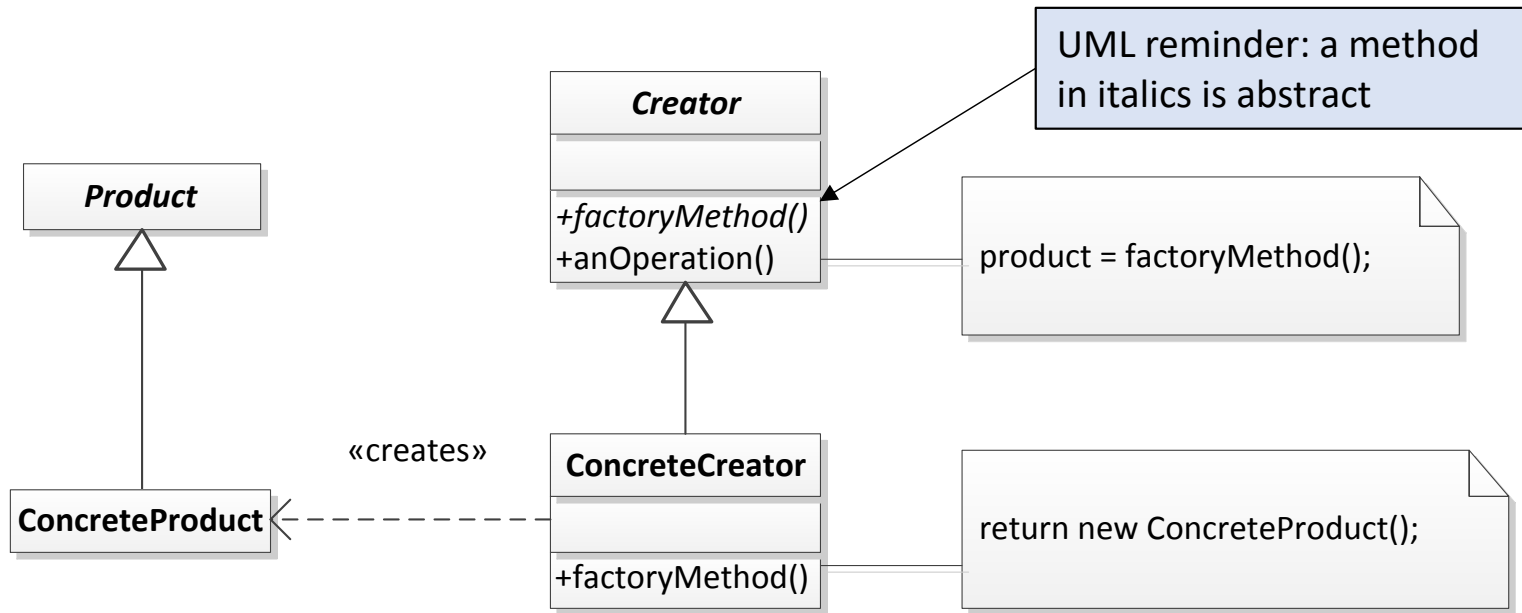 UML reminder: a method
in italics is abstract
Creator
Product
+factoryMethod()
+anOperation()
product = factoryMethod();
«creates»
ConcreteCreator
ConcreteProduct
return new ConcreteProduct();
+factoryMethod()